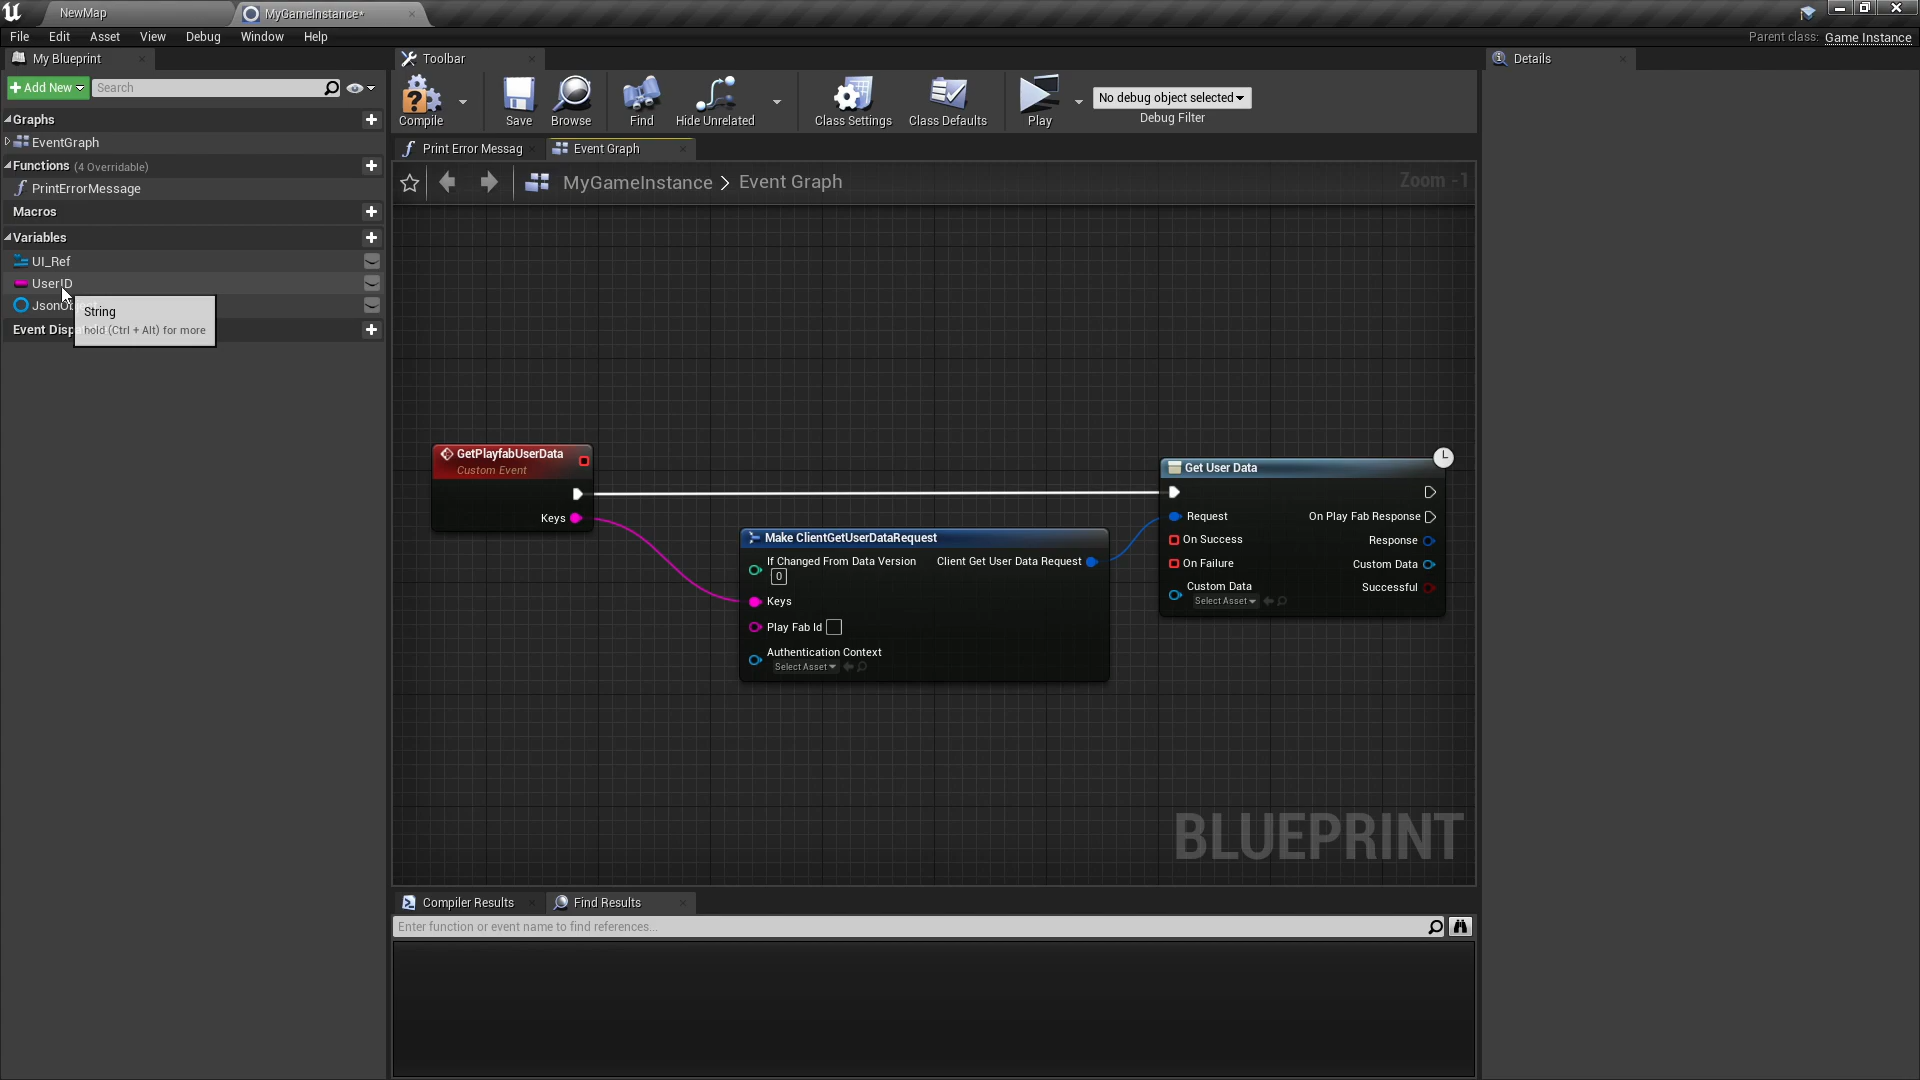 NewMap
MyGameInstance*
File Edit Asset View Debug Window Help
Parent class: Game Instance
My Blueprint
Toolbar
Details
Add New
Search
Compile
Save
Browse
Find
Hide Unrelated
Class Settings
Class Defaults
Play
No debug object selected
Debug Filter
Graphs
EventGraph
Functions (4 Overridable)
PrintErrorMessage
Macros
Variables
UI_Ref
UserID
String
hold (Ctrl + Alt) for more
Print Error Messag
Event Graph
MyGameInstance > Event Graph
Zoom -1
GetPlayfabUserData
Custom Event
Keys
Make ClientGetUserDataRequest
If Changed From Data Version
0
Client Get User Data Request
Keys
Play Fab Id
Authentication Context
Select Asset
Get User Data
Request
On Play Fab Response
On Success
Response
On Failure
Custom Data
Custom Data
Select Asset
Successful
BLUEPRINT
Compiler Results
Find Results
Enter function or event name to find references...